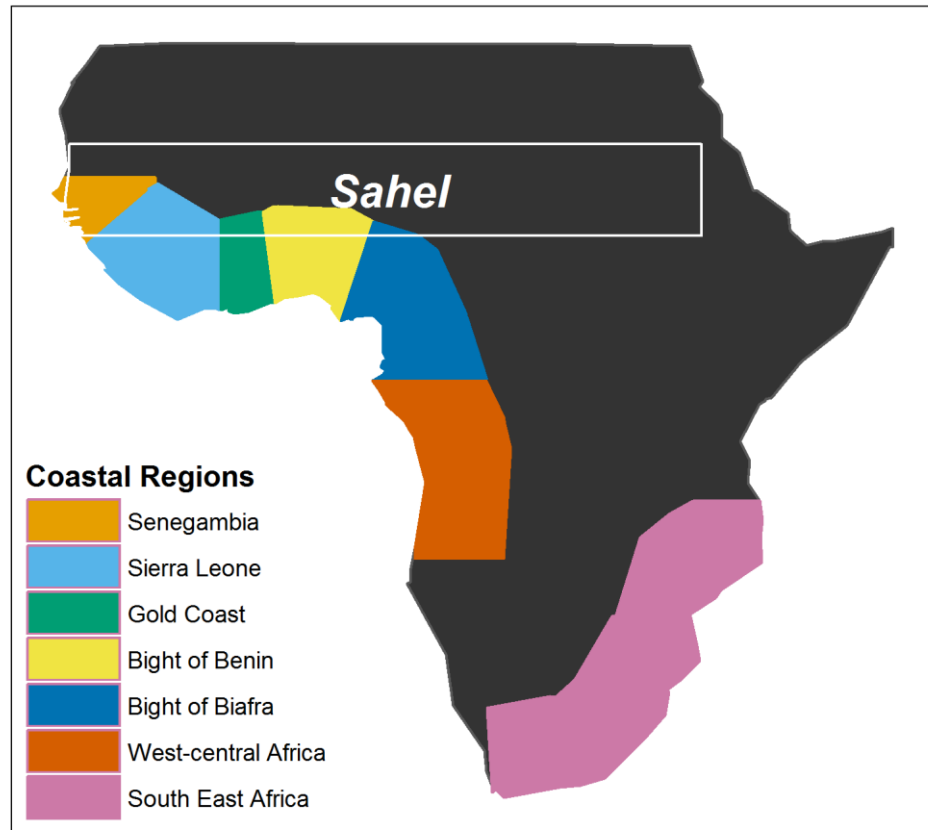 Sahel
Coastal Regions
Senegambia
Sierra Leone
Gold Coast
Bight of Benin
Bight of Biafra
West-central Africa
South East Africa